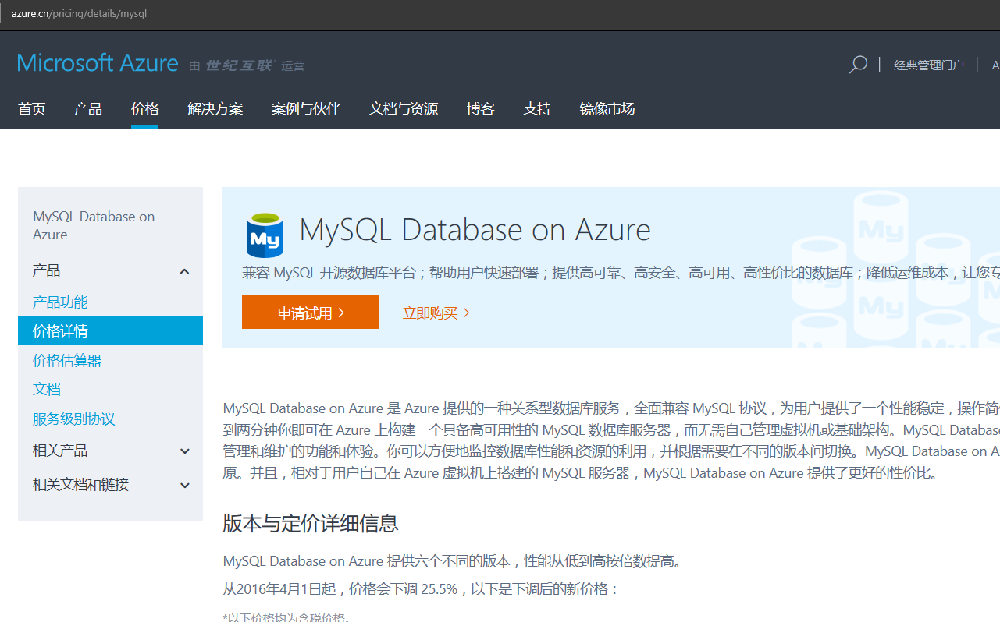 azure.cn/pricing/details/mysql
Microsoft Azure 由 世纪互联 运营
经典管理门户
首页 产品 价格 解决方案 案例与伙伴 文档与资源 博客 支持 镜像市场
MySQL Database on
Azure
产品
产品功能
价格详情
价格估算器
文档
服务级别协议
相关产品
相关文档和链接
My
MySQL Database on Azure
兼容 MySQL 开源数据库平台；帮助用户快速部署；提供高可靠、高安全、高可用、高性价比的数据库；降低运维成本，让您专
申请试用
立即购买
MySQL Database on Azure 是 Azure 提供的一种关系型数据库服务，全面兼容 MySQL 协议，为用户提供了一个性能稳定，操作简
到两分钟你即可在 Azure 上构建一个具备高可用性的 MySQL 数据库服务器，而无需自己管理虚拟机或基础架构。MySQL Database
管理和维护的功能和体验。你可以方便地监控数据库性能和资源的利用，并根据需要在不同的版本间切换。MySQL Database on A
原。并且，相对于用户自己在 Azure 虚拟机上搭建的 MySQL 服务器，MySQL Database on Azure 提供了更好的性价比。
版本与定价详细信息
MySQL Database on Azure 提供六个不同的版本，性能从低到高按倍数提高。
从2016年4月1日起，价格会下调 25.5%，以下是下调后的新价格：
*以下价格均为含税价格。